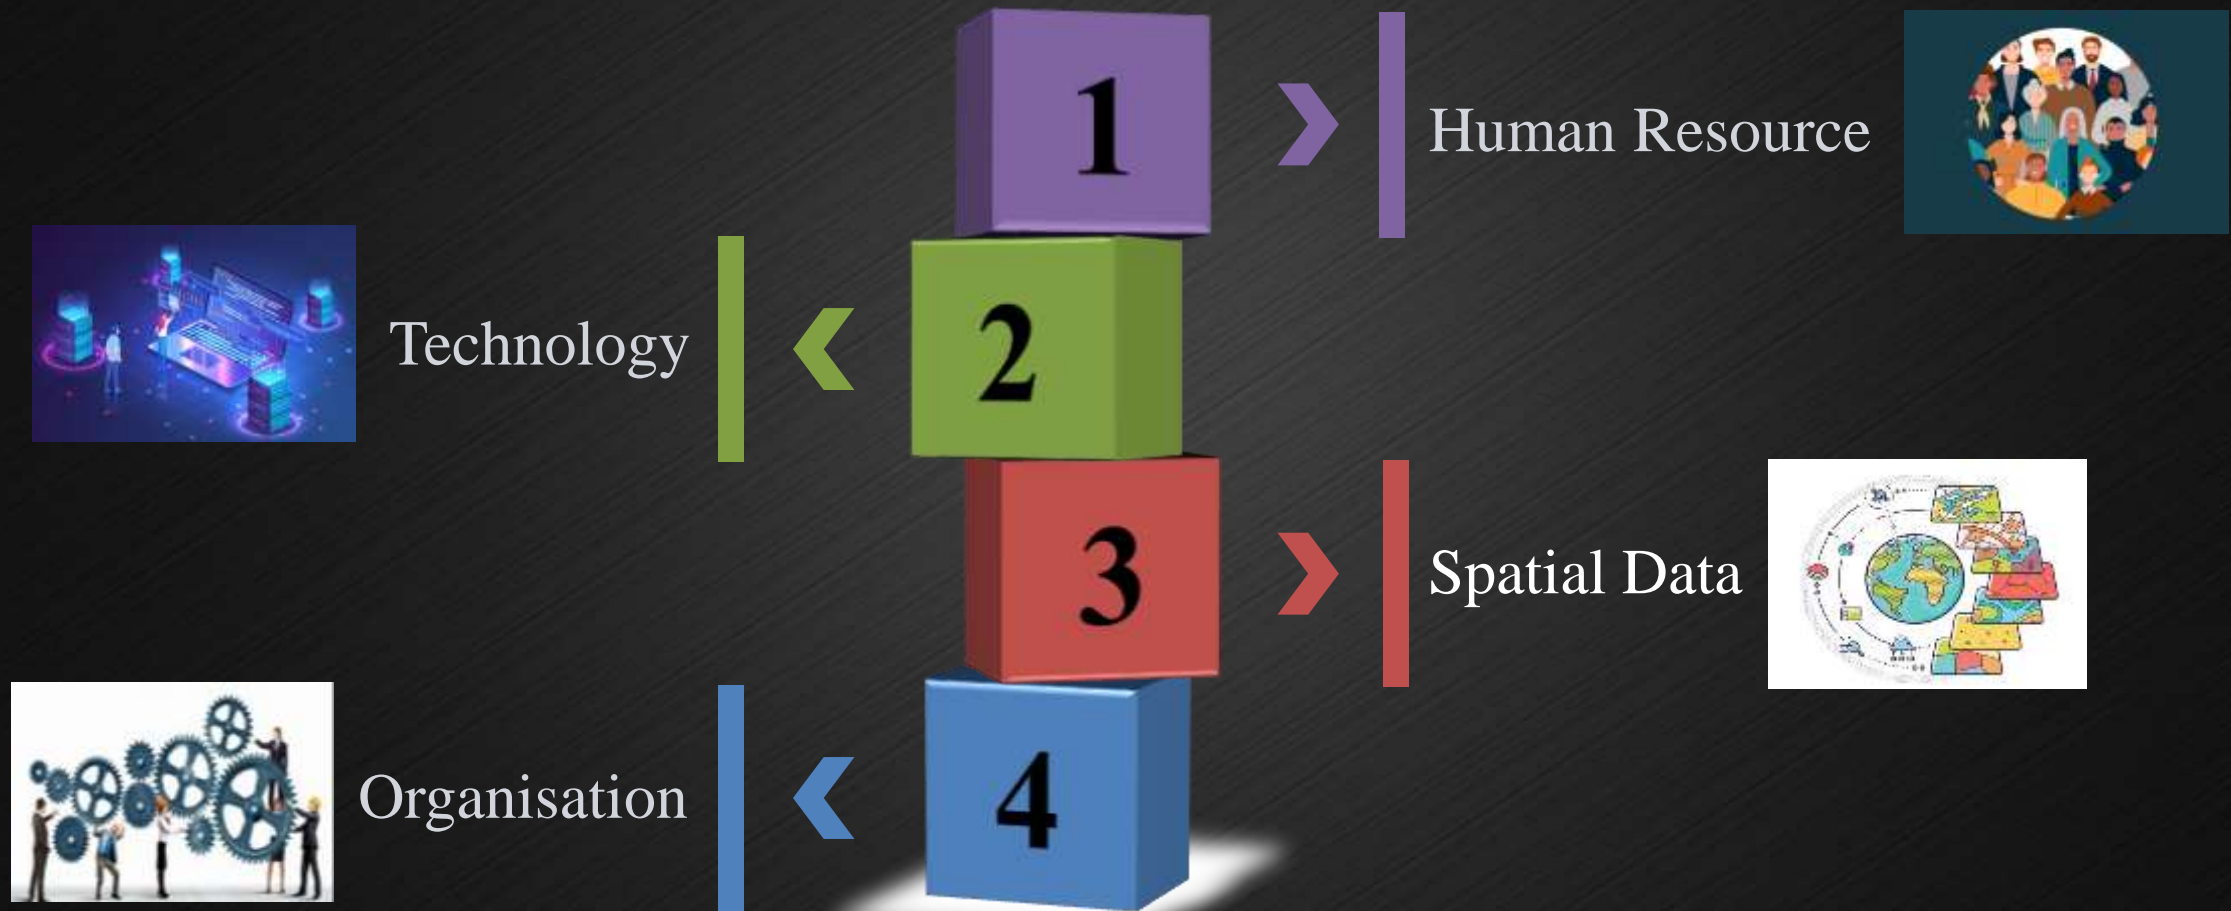 1
Human Resource
2
Technology
3
Spatial Data
4
Organisation